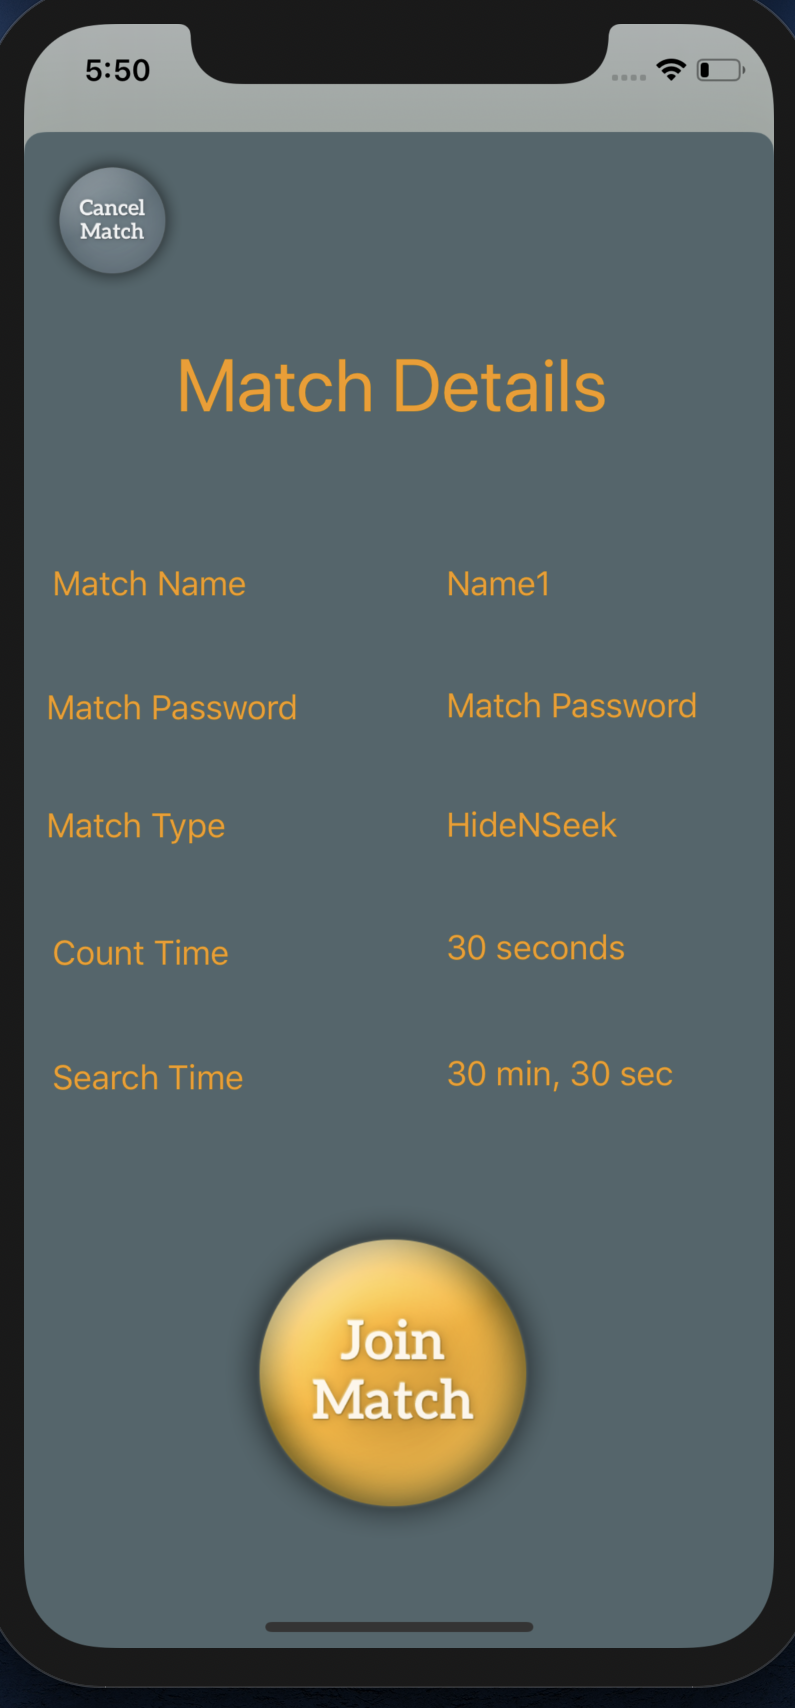 5:50
Cancel
Match
Match Details
Match Name Name1
Match Password Match Password
Match Type HideNSeek
Count Time 30 seconds
Search Time 30 min, 30 sec
Join
Match